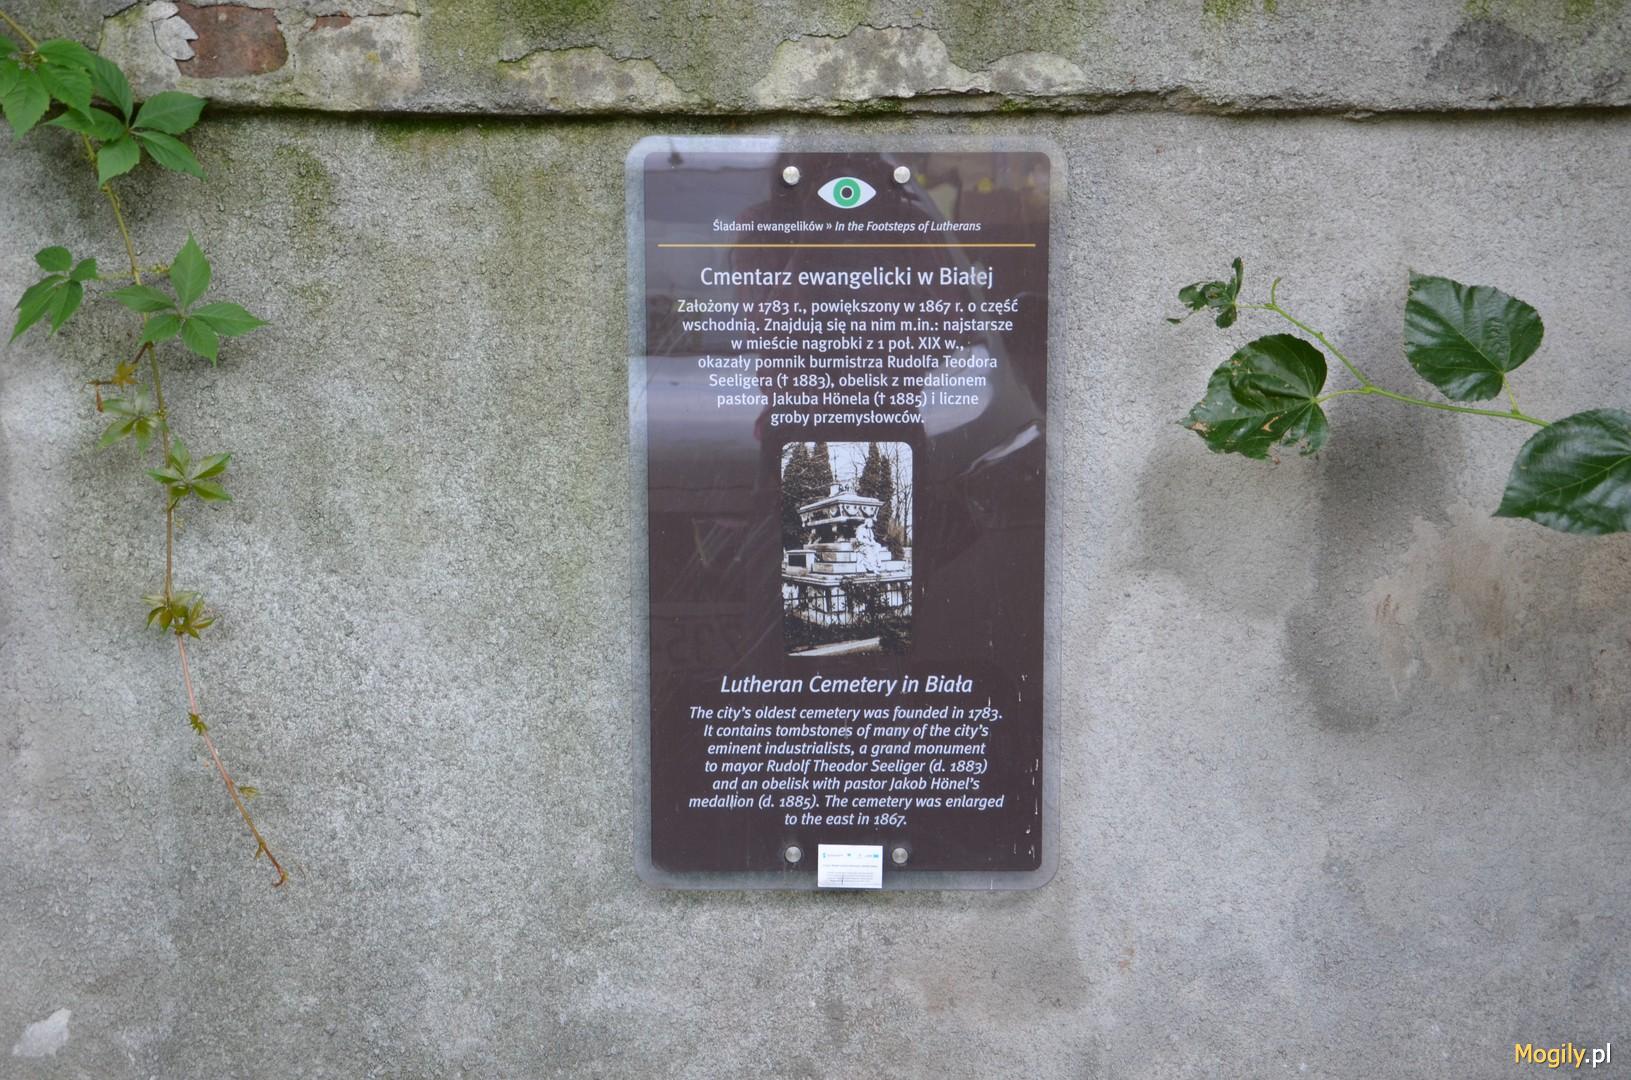 Śladami ewangelików » In the Footsteps of Lutherans
Cmentarz ewangelicki w Białej
Założony w 1783 r., powiększony w 1867 r. o część
wschodnią. Znajdują się na nim m.in.: najstarsze
w mieście nagrobki z 1 poł. XIX w.,
okazały pomnik burmistrza Rudolfa Teodora
Seeligera († 1883), obelisk z medalionem
pastora Jakuba Hönela († 1885) i liczne
groby przemysłowców.
Lutheran Cemetery in Biała
The city's oldest cemetery was founded in 1783.
It contains tombstones of many of the city's
eminent industrialists, a grand monument
to mayor Rudolf Theodor Seeliger (d. 1883)
and an obelisk with pastor Jakob Hönel's
medallion (d. 1885). The cemetery was enlarged
to the east in 1867.
Mogily.pl